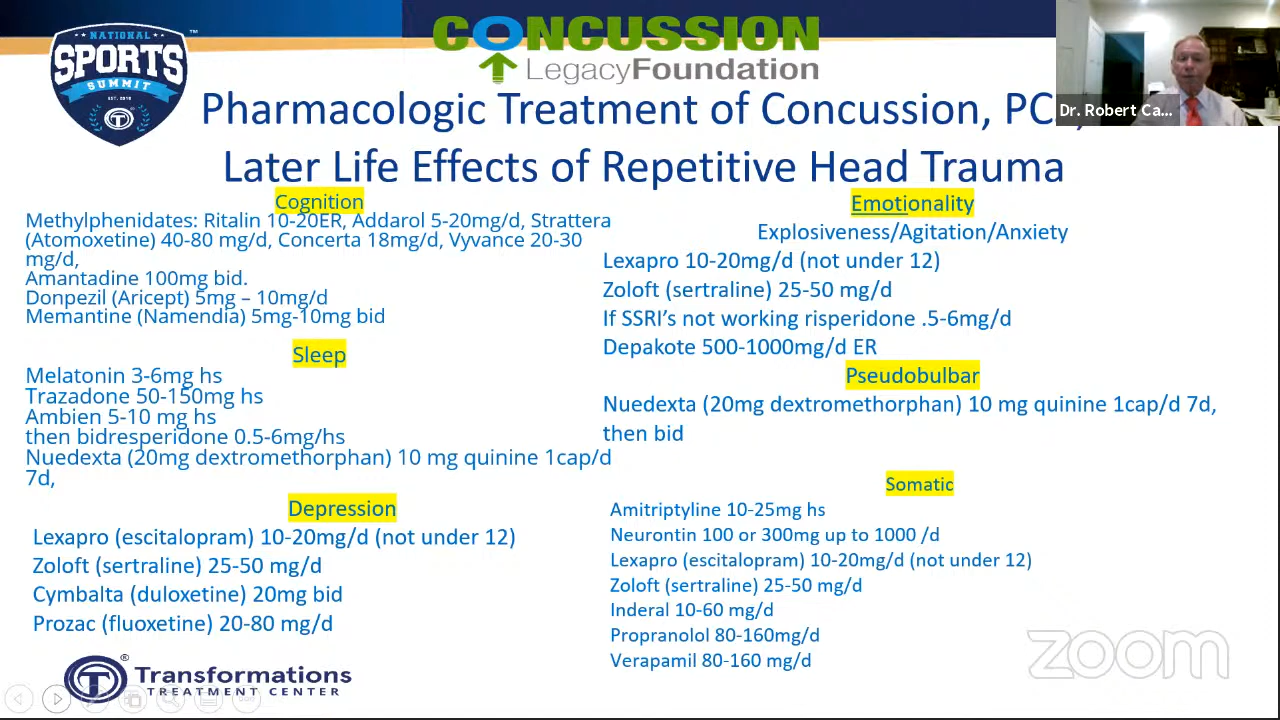 NATIONAL
SPORTS
SUMMIT
EST. 2019
™
CONCUSSION
LegacyFoundation
Dr. Robert Ca...
Pharmacologic Treatment of Concussion,
Later Life Effects of Repetitive Head Trauma
Cognition
Methylphenidates: Ritalin 10-20ER, Addarol 5-20mg/d, Strattera
(Atomoxetine) 40-80 mg/d, Concerta 18mg/d, Vyvance 20-30
mg/d,
Amantadine 100mg bid.
Donpezil (Aricept) 5mg – 10mg/d
Memantine (Namendia) 5mg-10mg bid
Sleep
Melatonin 3-6mg hs
Trazadone 50-150mg hs
Ambien 5-10 mg hs
then bidresperidone 0.5-6mg/hs
Nuedexta (20mg dextromethorphan) 10 mg quinine 1cap/d
7d,
Depression
Lexapro (escitalopram) 10-20mg/d (not under 12)
Zoloft (sertraline) 25-50 mg/d
Cymbalta (duloxetine) 20mg bid
Prozac (fluoxetine) 20-80 mg/d
Emotionality
Explosiveness/Agitation/Anxiety
Lexapro 10-20mg/d (not under 12)
Zoloft (sertraline) 25-50 mg/d
If SSRI’s not working risperidone .5-6mg/d
Depakote 500-1000mg/d ER
Pseudobulbar
Nuedexta (20mg dextromethorphan) 10 mg quinine 1cap/d 7d,
then bid
Somatic
Amitriptyline 10-25mg hs
Neurontin 100 or 300mg up to 1000 /d
Lexapro (escitalopram) 10-20mg/d (not under 12)
Zoloft (sertraline) 25-50 mg/d
Inderal 10-60 mg/d
Propranolol 80-160mg/d
Verapamil 80-160 mg/d
Transformations
TREATMENT CENTER
®
zoom